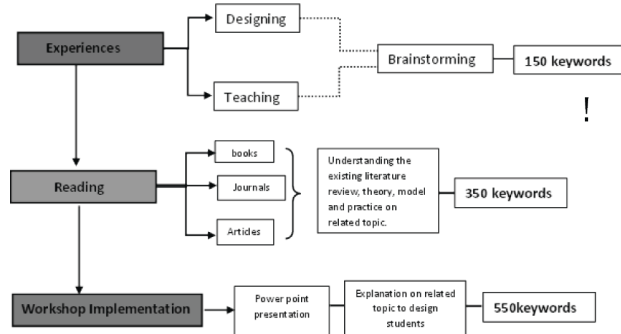 Designing
Experiences
Brainstorming
150 keywords
Teaching
!
books
Understanding the
existing literature
review, theory, model
and practice on
related topic.
Reading
Journals
350 keywords
Articles
Workshop Implementation
Power point
presentation
Explanation on related
topic to design
students
550keywords